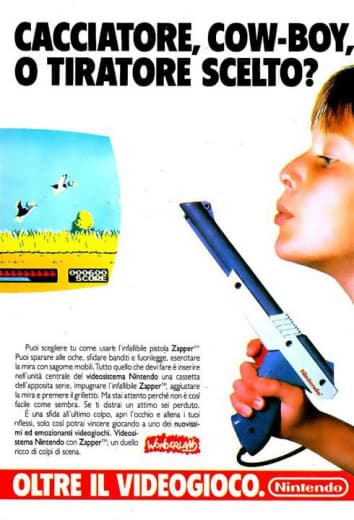 CACCIATORE, COW-BOY,
O TIRATORE SCELTO?
000600
SCORE
Puoi scegliere tu come usare l'infallibile pistola Zapper™
Puoi sparare alle oche, sfidare banditi e fuorilegge, esercitare
la mira con sagome mobili. Tutto quello che devi fare è inserire
nell'unità centrale del videosistema Nintendo una cassetta
dell'apposita serie, impugnare l'infallibile Zapper™, aggiustare
la mira e premere il grilletto. Ma stai attento perché non è così
facile come sembra. Se ti distrai un attimo sei perduto.
È una sfida all'ultimo colpo, apri l'occhio e allena i tuoi
riflessi, solo così potrai vincere giocando a uno dei nuovissi-
mi ed emozionanti videogiochi. Videosi-
stema Nintendo con Zapper™, un duello
ricco di colpi di scena.
WONDERLAND
Nintendo
OLTRE IL VIDEOGIOCO. Nintendo